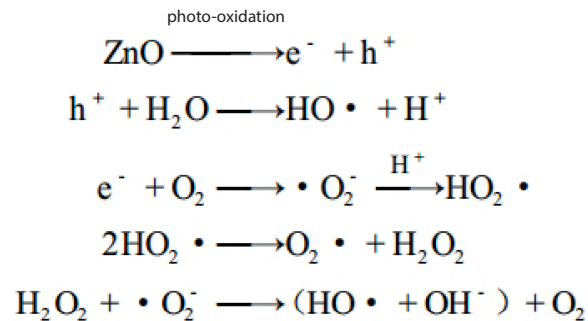 photo-oxidation
ZnO ⟶ e⁻ + h⁺
h⁺ + H₂O ⟶ HO • + H⁺
e⁻ + O₂ ⟶ • O₂⁻ ⟶ HO₂ •
H⁺
2HO₂ • ⟶ O₂ • + H₂O₂
H₂O₂ + • O₂⁻ ⟶ (HO • + OH⁻) + O₂